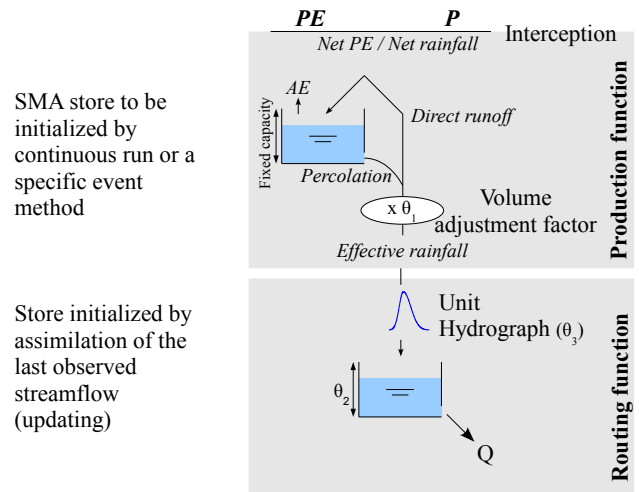 PE P
Net PE / Net rainfall
Interception
SMA store to be
initialized by
continuous run or a
specific event
method
AE
Fixed capacity
Direct runoff
Percolation
x θ1
Volume
adjustment factor
Effective rainfall
Production function
Store initialized by
assimilation of the
last observed
streamflow
(updating)
Unit
Hydrograph (θ3)
θ2
Q
Routing function